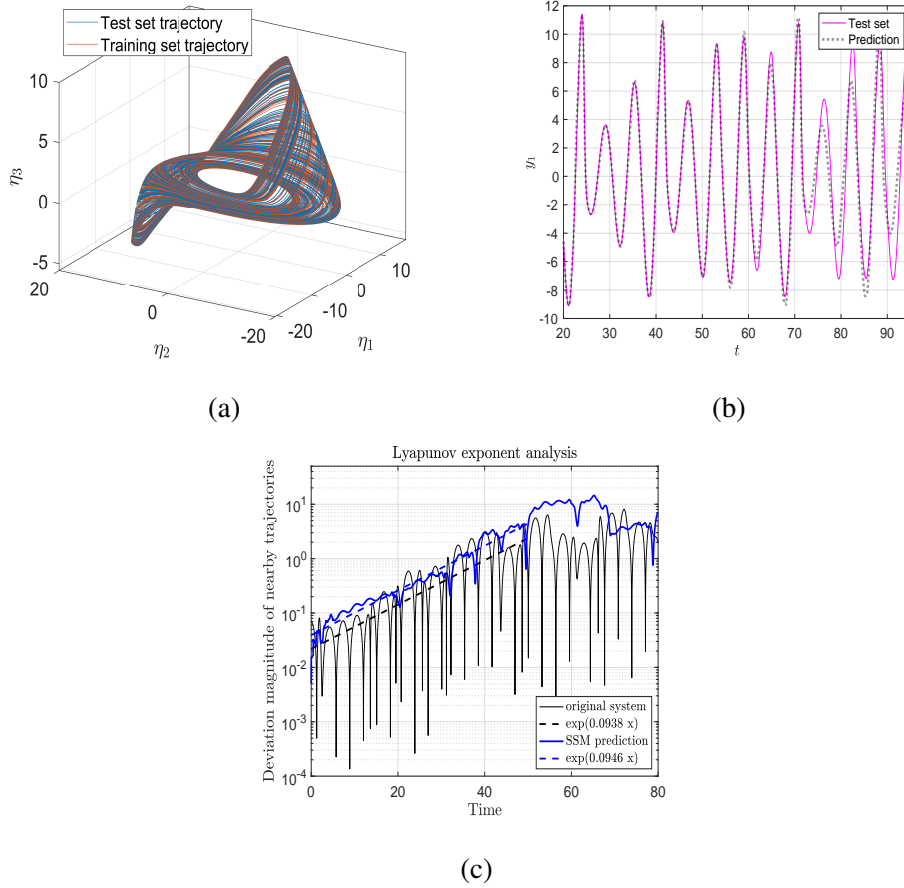 Test set trajectory
Training set trajectory
10
5
0
-5
η3
20
0
-20
η2
-20
-10
0
10
η1
(a)
12
10
8
6
4
2
0
-2
-4
-6
-8
-10
y1
Test set
Prediction
20 30 40 50 60 70 80 90
t
(b)
Lyapunov exponent analysis
Deviation magnitude of nearby trajectories
10^1
10^0
10^-1
10^-2
10^-3
10^-4
original system
exp(0.0938 x)
SSM prediction
exp(0.0946 x)
0 20 40 60 80
Time
(c)